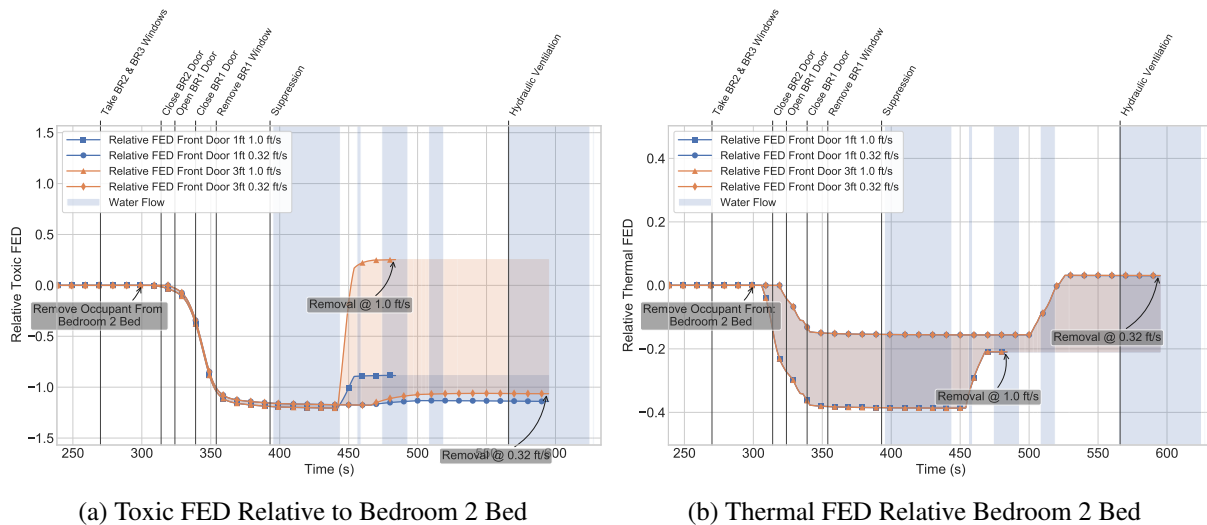 Take BR2 & BR3 Windows
Close BR2 Door
Open BR1 Door
Close BR1 Door
Remove BR1 Window
Suppression
Hydraulic Ventilation
1.5
1.0
0.5
0.0
−0.5
−1.0
−1.5
Relative Toxic FED
Relative FED Front Door 1ft 1.0 ft/s
Relative FED Front Door 1ft 0.32 ft/s
Relative FED Front Door 3ft 1.0 ft/s
Relative FED Front Door 3ft 0.32 ft/s
Water Flow
Remove Occupant From
Bedroom 2 Bed
Removal @ 1.0 ft/s
Removal @ 0.32 ft/s
250 300 350 400 450 500 550 600
Time (s)
(a) Toxic FED Relative to Bedroom 2 Bed
Take BR2 & BR3 Windows
Close BR2 Door
Open BR1 Door
Close BR1 Door
Remove BR1 Window
Suppression
Hydraulic Ventilation
0.4
0.2
0.0
−0.2
−0.4
Relative Thermal FED
Relative FED Front Door 1ft 1.0 ft/s
Relative FED Front Door 1ft 0.32 ft/s
Relative FED Front Door 3ft 1.0 ft/s
Relative FED Front Door 3ft 0.32 ft/s
Water Flow
Remove Occupant From
Bedroom 2 Bed
Removal @ 0.32 ft/s
Removal @ 1.0 ft/s
250 300 350 400 450 500 550 600
Time (s)
(b) Thermal FED Relative Bedroom 2 Bed